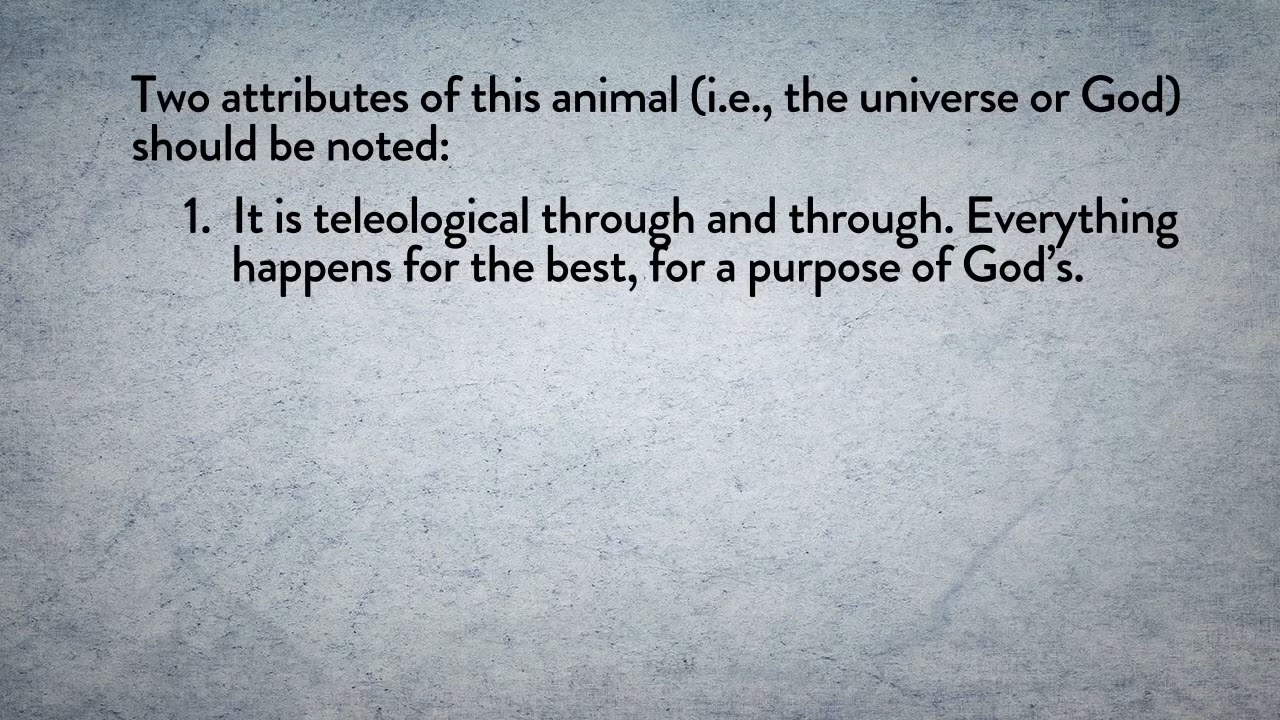 Two attributes of this animal (i.e., the universe or God)
should be noted:
1. It is teleological through and through. Everything
happens for the best, for a purpose of God’s.